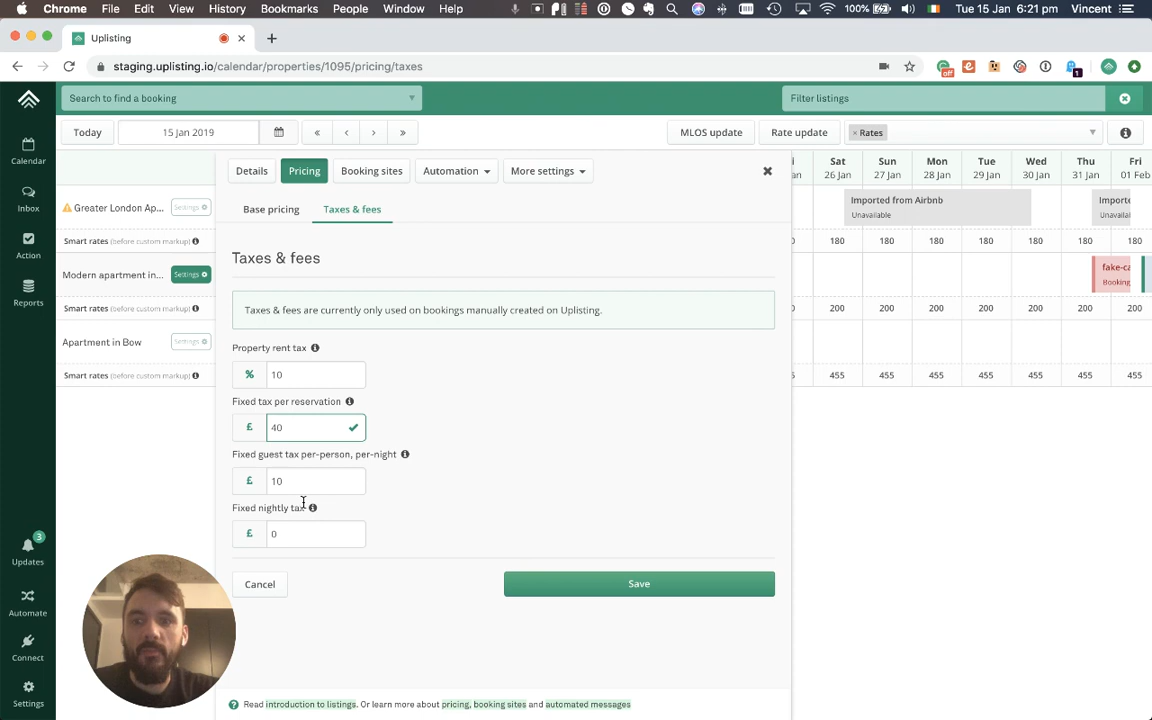 Chrome File Edit View History Bookmarks People Window Help 100% Tue 15 Jan 6:21 pm Vincent
Uplisting
staging.uplisting.io/calendar/properties/1095/pricing/taxes
off
1
Search to find a booking
Filter listings
Today 15 Jan 2019 « ‹ › » MLOS update Rate update × Rates
Calendar
Inbox
Action
Reports
3
Updates
Automate
Connect
Settings
Details Pricing Booking sites Automation More settings
Sat Sun Mon Tue Wed Thu Fri
26 Jan 27 Jan 28 Jan 29 Jan 30 Jan 31 Jan 01 Feb
Greater London Ap... Settings
Imported from Airbnb
Unavailable
Smart rates (before custom markup) 180 180 180 180 180 180 180
Modern apartment in... Settings
fake-ca
Booking
Smart rates (before custom markup) 200 200 200 200 200 200 200
Apartment in Bow Settings
Smart rates (before custom markup) 455 455 455 455 455 455 455
Base pricing Taxes & fees
Taxes & fees
Taxes & fees are currently only used on bookings manually created on Uplisting.
Property rent tax
% 10
Fixed tax per reservation
£ 40
Fixed guest tax per-person, per-night
£ 10
Fixed nightly tax
£ 0
Cancel Save
Read introduction to listings. Or learn more about pricing, booking sites and automated messages